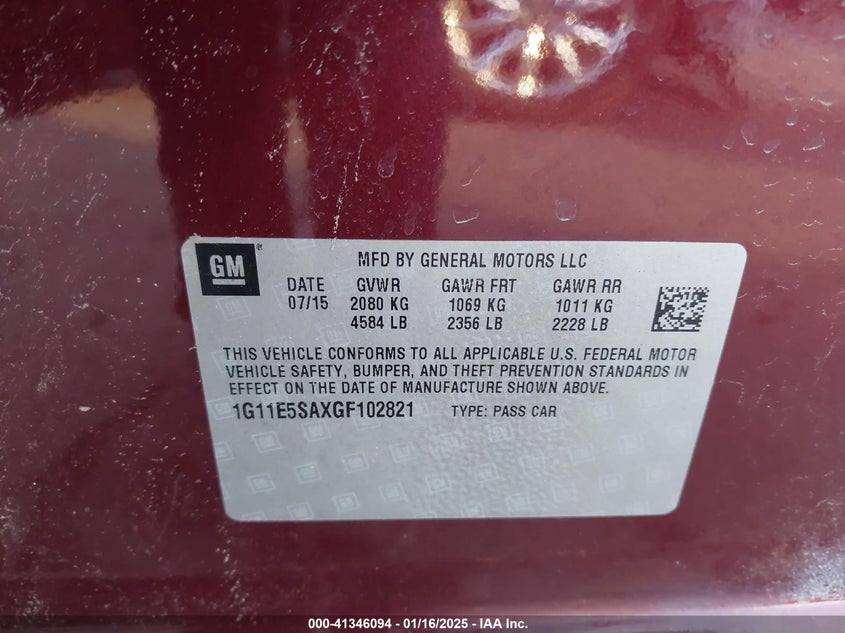 GM®
MFD BY GENERAL MOTORS LLC
DATE GVWR GAWR FRT GAWR RR
07/15 2080 KG 1069 KG 1011 KG
4584 LB 2356 LB 2228 LB
THIS VEHICLE CONFORMS TO ALL APPLICABLE U.S. FEDERAL MOTOR
VEHICLE SAFETY, BUMPER, AND THEFT PREVENTION STANDARDS IN
EFFECT ON THE DATE OF MANUFACTURE SHOWN ABOVE.
1G11E5SAXGF102821 TYPE: PASS CAR
000-41346094 - 01/16/2025 - IAA Inc.